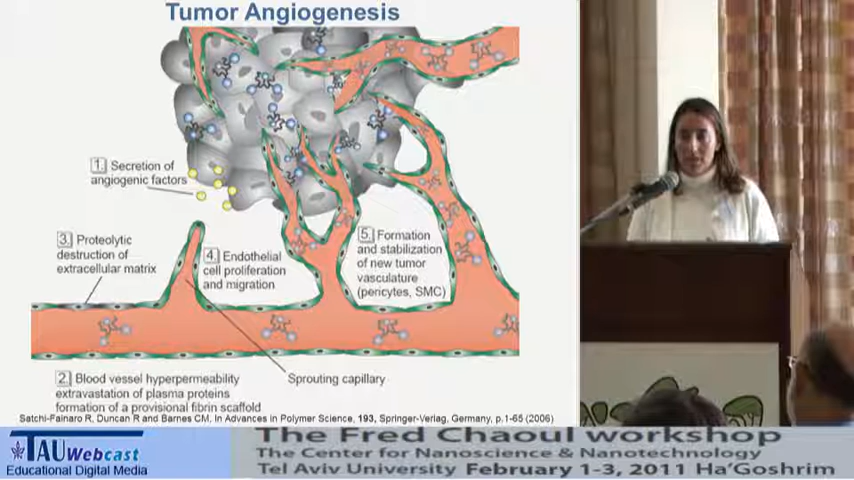 Tumor Angiogenesis
1. Secretion of
angiogenic factors
3. Proteolytic
destruction of
extracellular matrix
4. Endothelial
cell proliferation
and migration
5. Formation
and stabilization
of new tumor
vasculature
(pericytes, SMC)
2. Blood vessel hyperpermeability
extravastation of plasma proteins
formation of a provisional fibrin scaffold
Sprouting capillary
Satchi-Fainaro R, Duncan R and Barnes CM, In Advances in Polymer Science, 193, Springer-Verlag, Germany, p.1-65 (2006)
TAU Webcast
Educational Digital Media
The Fred Chaoul workshop
The Center for Nanoscience & Nanotechnology
Tel Aviv University February 1-3, 2011 Ha'Goshrim